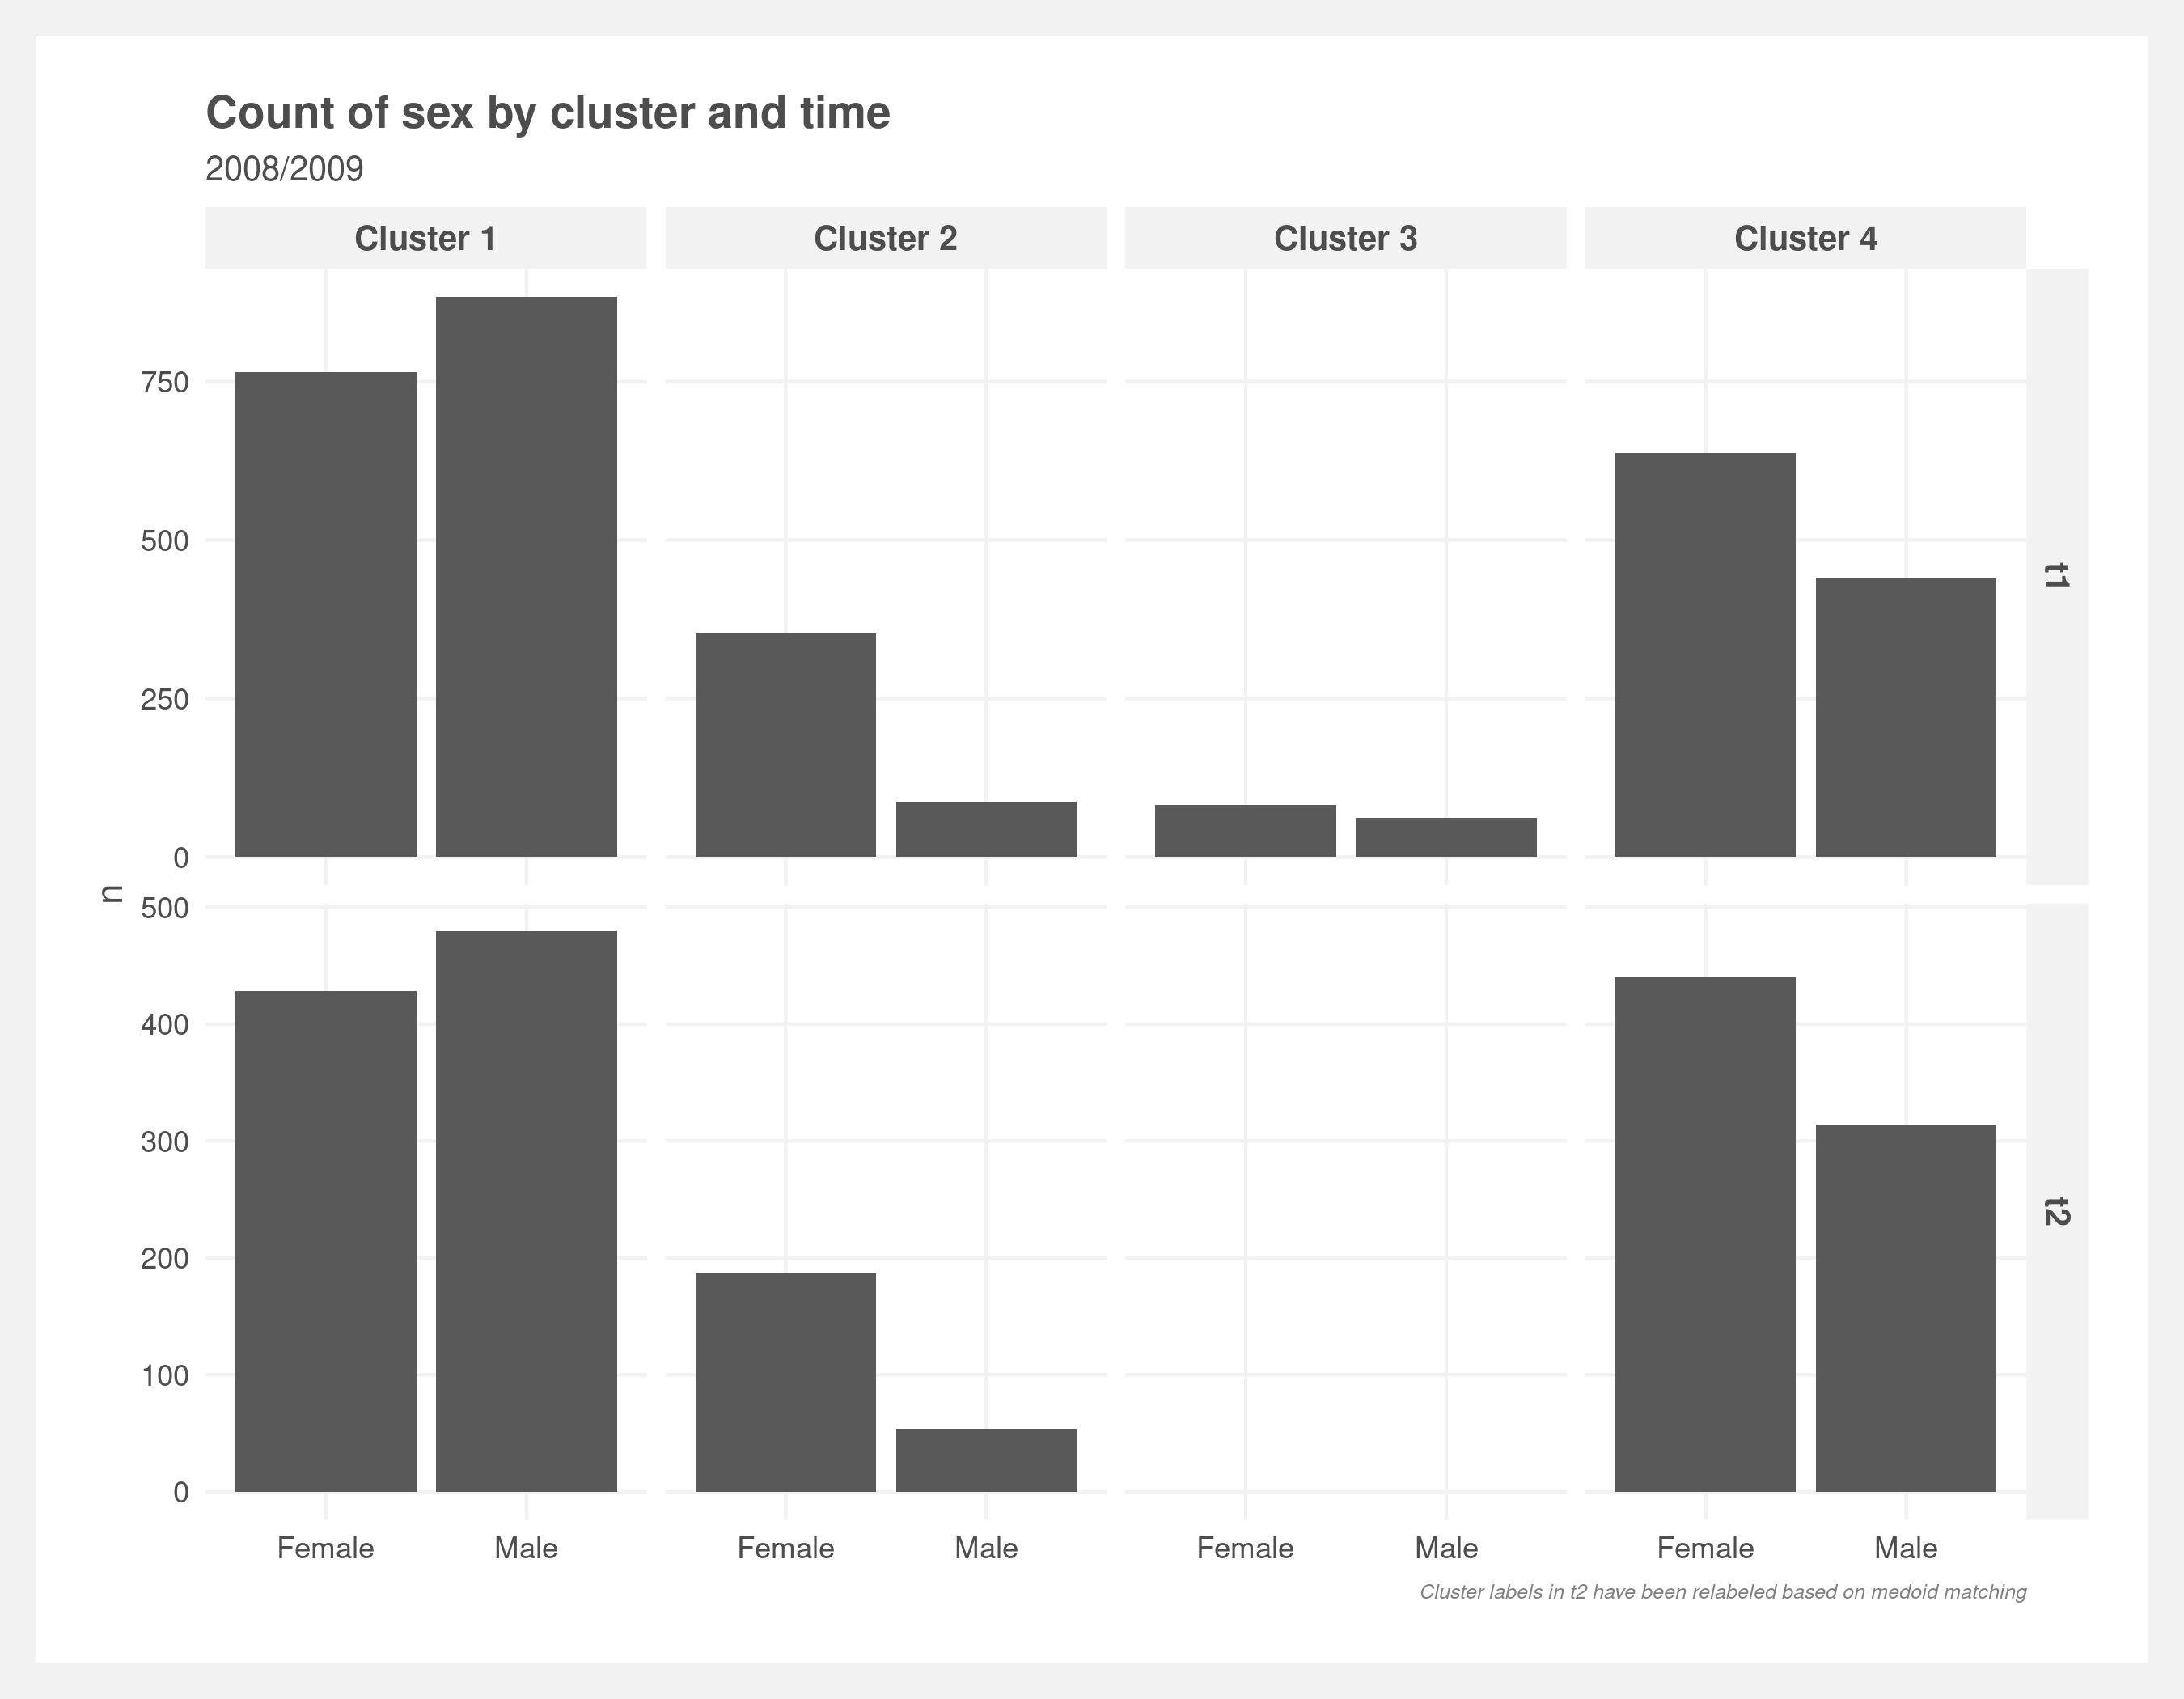 Count of sex by cluster and time
2008/2009
Cluster 1 Cluster 2 Cluster 3 Cluster 4
750
500
250
0
t1
n
500
400
300
200
100
0
t2
Female Male Female Male Female Male Female Male
Cluster labels in t2 have been relabeled based on medoid matching